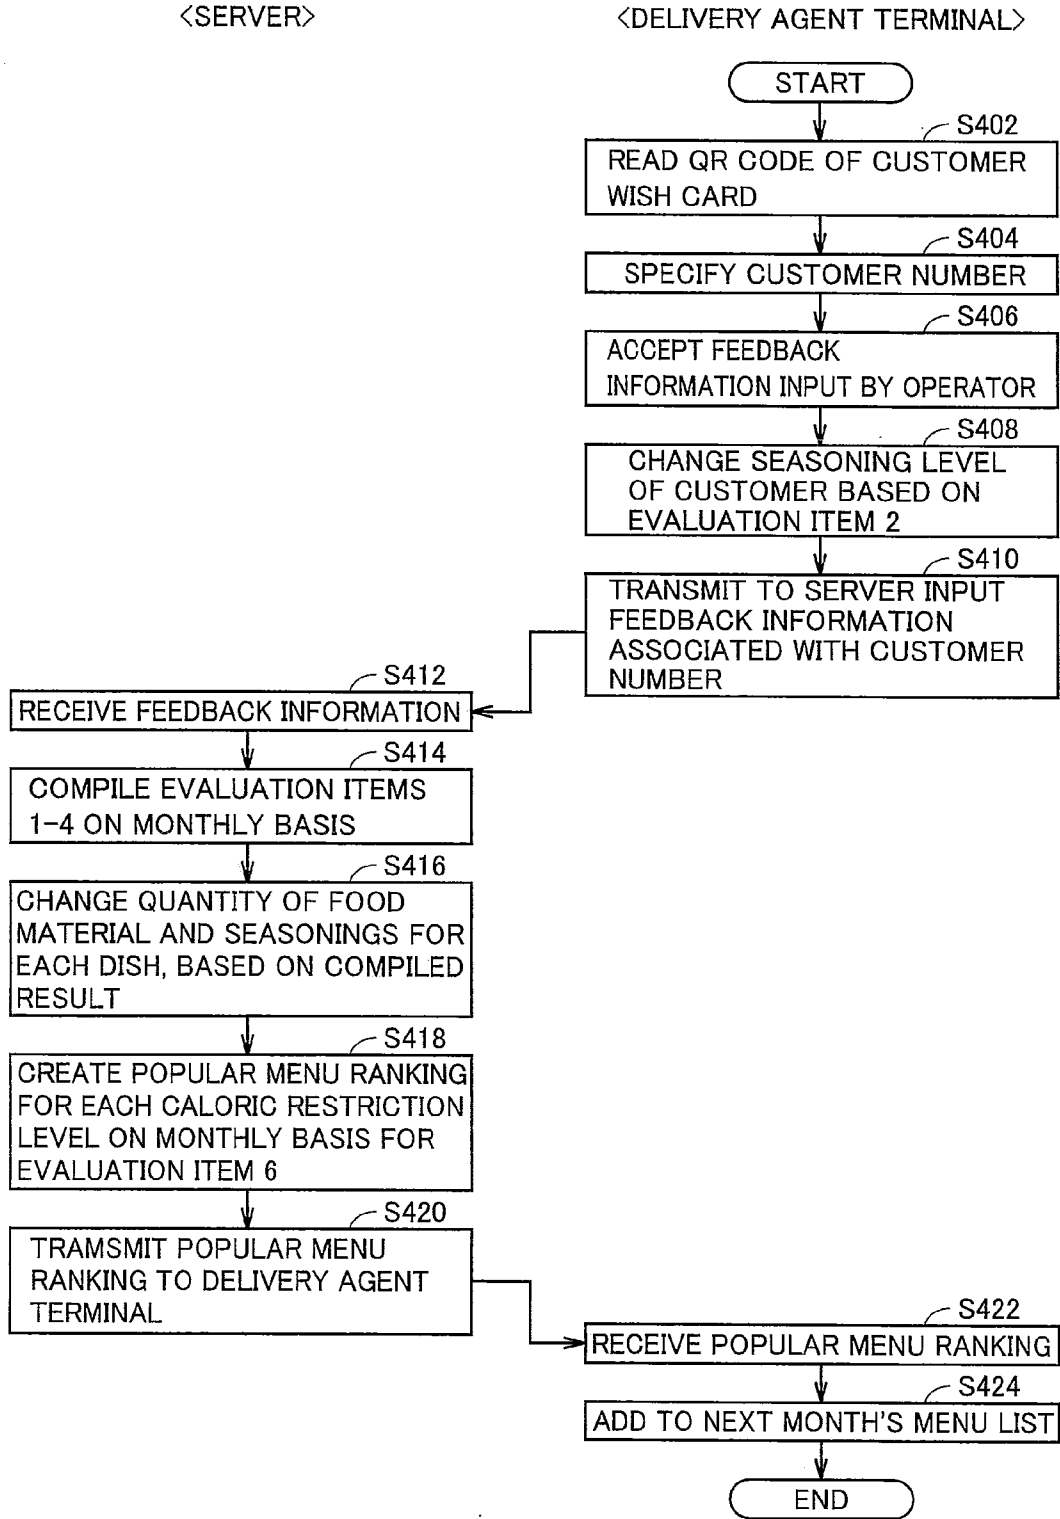 <SERVER>
<DELIVERY AGENT TERMINAL>
START
S402
READ QR CODE OF CUSTOMER
WISH CARD
S404
SPECIFY CUSTOMER NUMBER
S406
ACCEPT FEEDBACK
INFORMATION INPUT BY OPERATOR
S408
CHANGE SEASONING LEVEL
OF CUSTOMER BASED ON
EVALUATION ITEM 2
S410
TRANSMIT TO SERVER INPUT
FEEDBACK INFORMATION
ASSOCIATED WITH CUSTOMER
NUMBER
S412
RECEIVE FEEDBACK INFORMATION
S414
COMPILE EVALUATION ITEMS
1-4 ON MONTHLY BASIS
S416
CHANGE QUANTITY OF FOOD
MATERIAL AND SEASONINGS FOR
EACH DISH, BASED ON COMPILED
RESULT
S418
CREATE POPULAR MENU RANKING
FOR EACH CALORIC RESTRICTION
LEVEL ON MONTHLY BASIS FOR
EVALUATION ITEM 6
S420
TRAMSMIT POPULAR MENU
RANKING TO DELIVERY AGENT
TERMINAL
S422
RECEIVE POPULAR MENU RANKING
S424
ADD TO NEXT MONTH'S MENU LIST
END